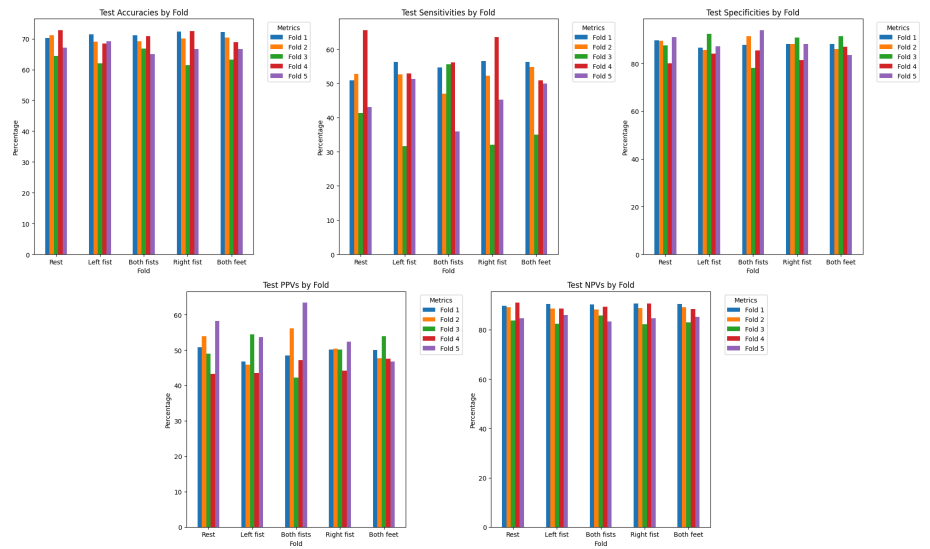 Test Accuracies by Fold
Percentage
70
60
50
40
30
20
10
0
Rest
Left fist
Both fists
Right fist
Both feet
Fold
Metrics
Fold 1
Fold 2
Fold 3
Fold 4
Fold 5
Test Sensitivities by Fold
Percentage
60
50
40
30
20
10
0
Rest
Left fist
Both fists
Right fist
Both feet
Fold
Metrics
Fold 1
Fold 2
Fold 3
Fold 4
Fold 5
Test Specificities by Fold
Percentage
80
60
40
20
0
Rest
Left fist
Both fists
Right fist
Both feet
Fold
Metrics
Fold 1
Fold 2
Fold 3
Fold 4
Fold 5
Test PPVs by Fold
Percentage
60
50
40
30
20
10
0
Rest
Left fist
Both fists
Right fist
Both feet
Fold
Metrics
Fold 1
Fold 2
Fold 3
Fold 4
Fold 5
Test NPVs by Fold
Percentage
80
60
40
20
0
Rest
Left fist
Both fists
Right fist
Both feet
Fold
Metrics
Fold 1
Fold 2
Fold 3
Fold 4
Fold 5